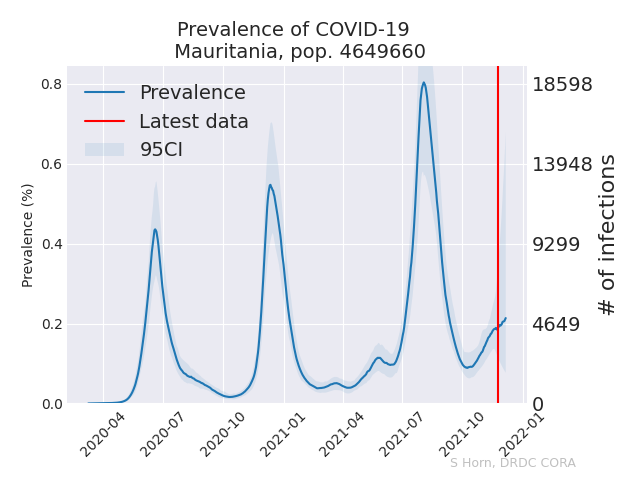 Prevalence of COVID-19
Mauritania, pop. 4649660
Prevalence
Latest data
95CI
Prevalence (%)
0.8
0.6
0.4
0.2
0.0
18598
13948
9299
4649
0
# of infections
2020-04
2020-07
2020-10
2021-01
2021-04
2021-07
2021-10
2022-01
S Horn, DRDC CORA